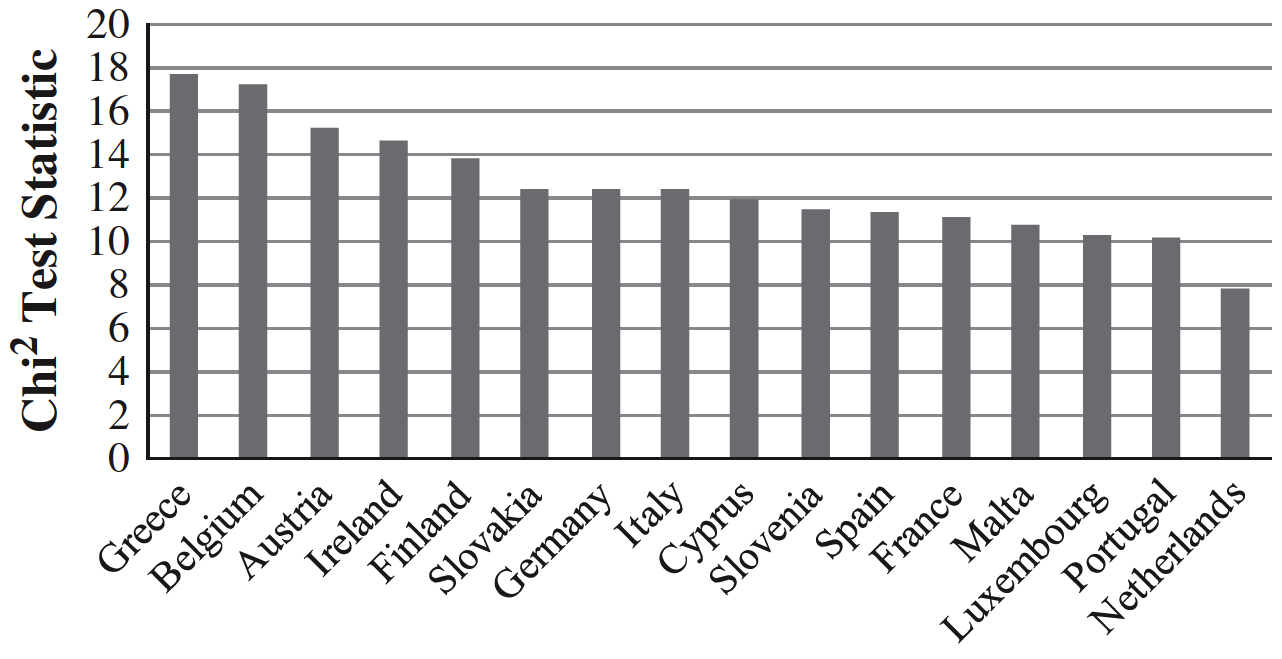 Chi² Test Statistic
20
18
16
14
12
10
8
6
4
2
0
Greece
Belgium
Austria
Ireland
Finland
Slovakia
Germany
Italy
Cyprus
Slovenia
Spain
France
Malta
Luxembourg
Portugal
Netherlands